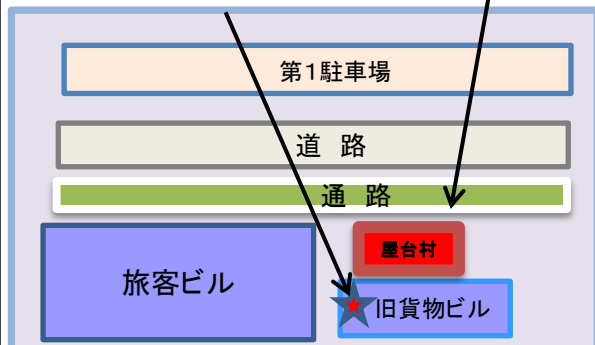 第1駐車場
道 路
通 路
屋台村
旅客ビル
旧貨物ビル